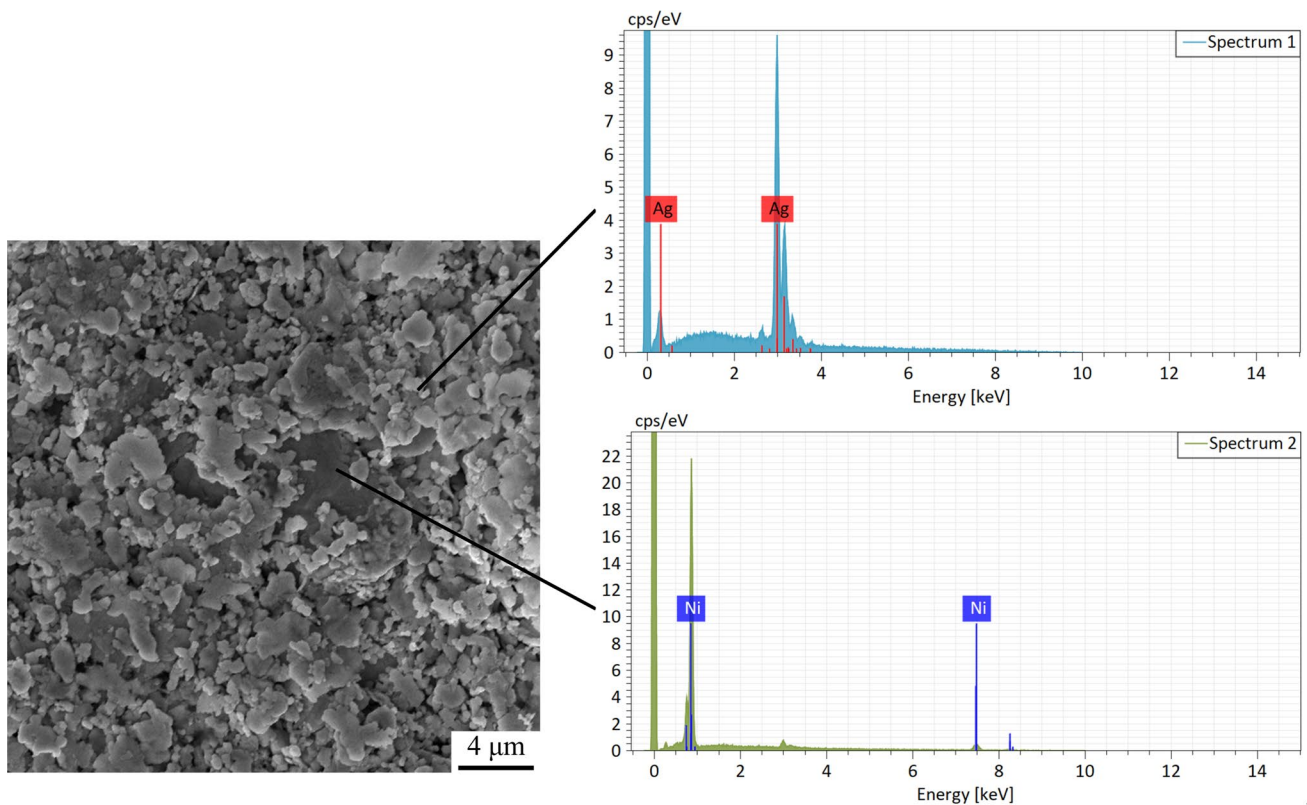 cps/eV
Spectrum 1
9
8
7
6
5
4
3
2
1
0
Ag
Ag
0 2 4 6 8 10 12 14
Energy [keV]
cps/eV
Spectrum 2
22
20
18
16
14
12
10
8
6
4
2
0
Ni
Ni
0 2 4 6 8 10 12 14
Energy [keV]
4 μm